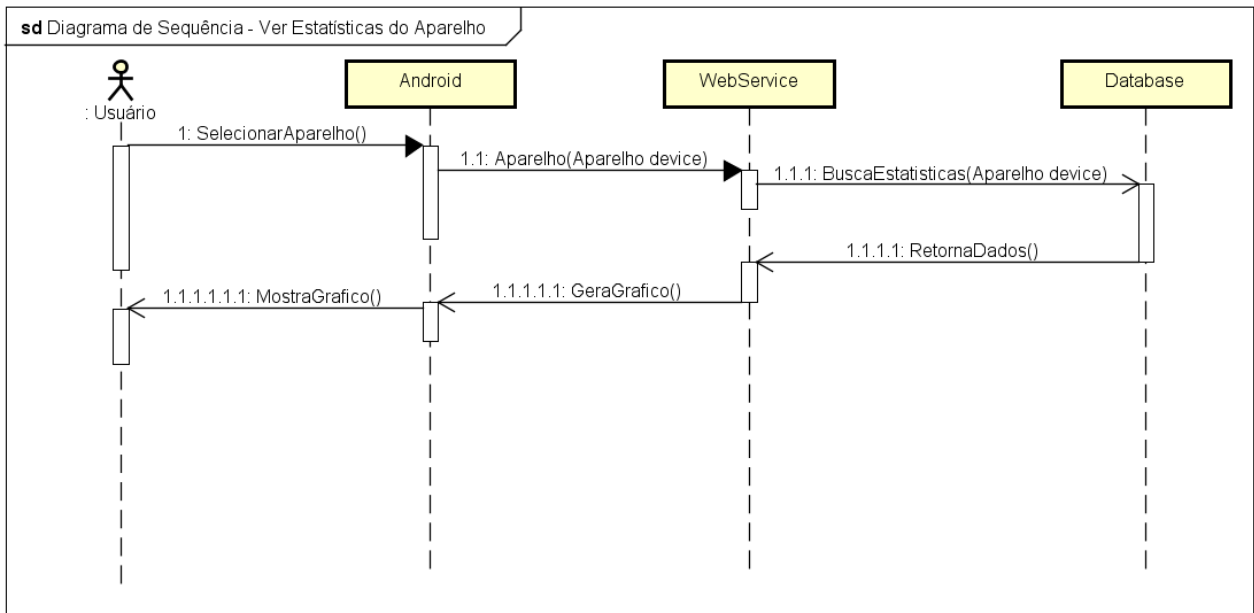 sd Diagrama de Sequência - Ver Estatísticas do Aparelho
: Usuário
Android
WebService
Database
1: SelecionarAparelho()
1.1: Aparelho(Aparelho device)
1.1.1: BuscaEstatisticas(Aparelho device)
1.1.1.1: RetornaDados()
1.1.1.1.1: GeraGrafico()
1.1.1.1.1.1: MostraGrafico()